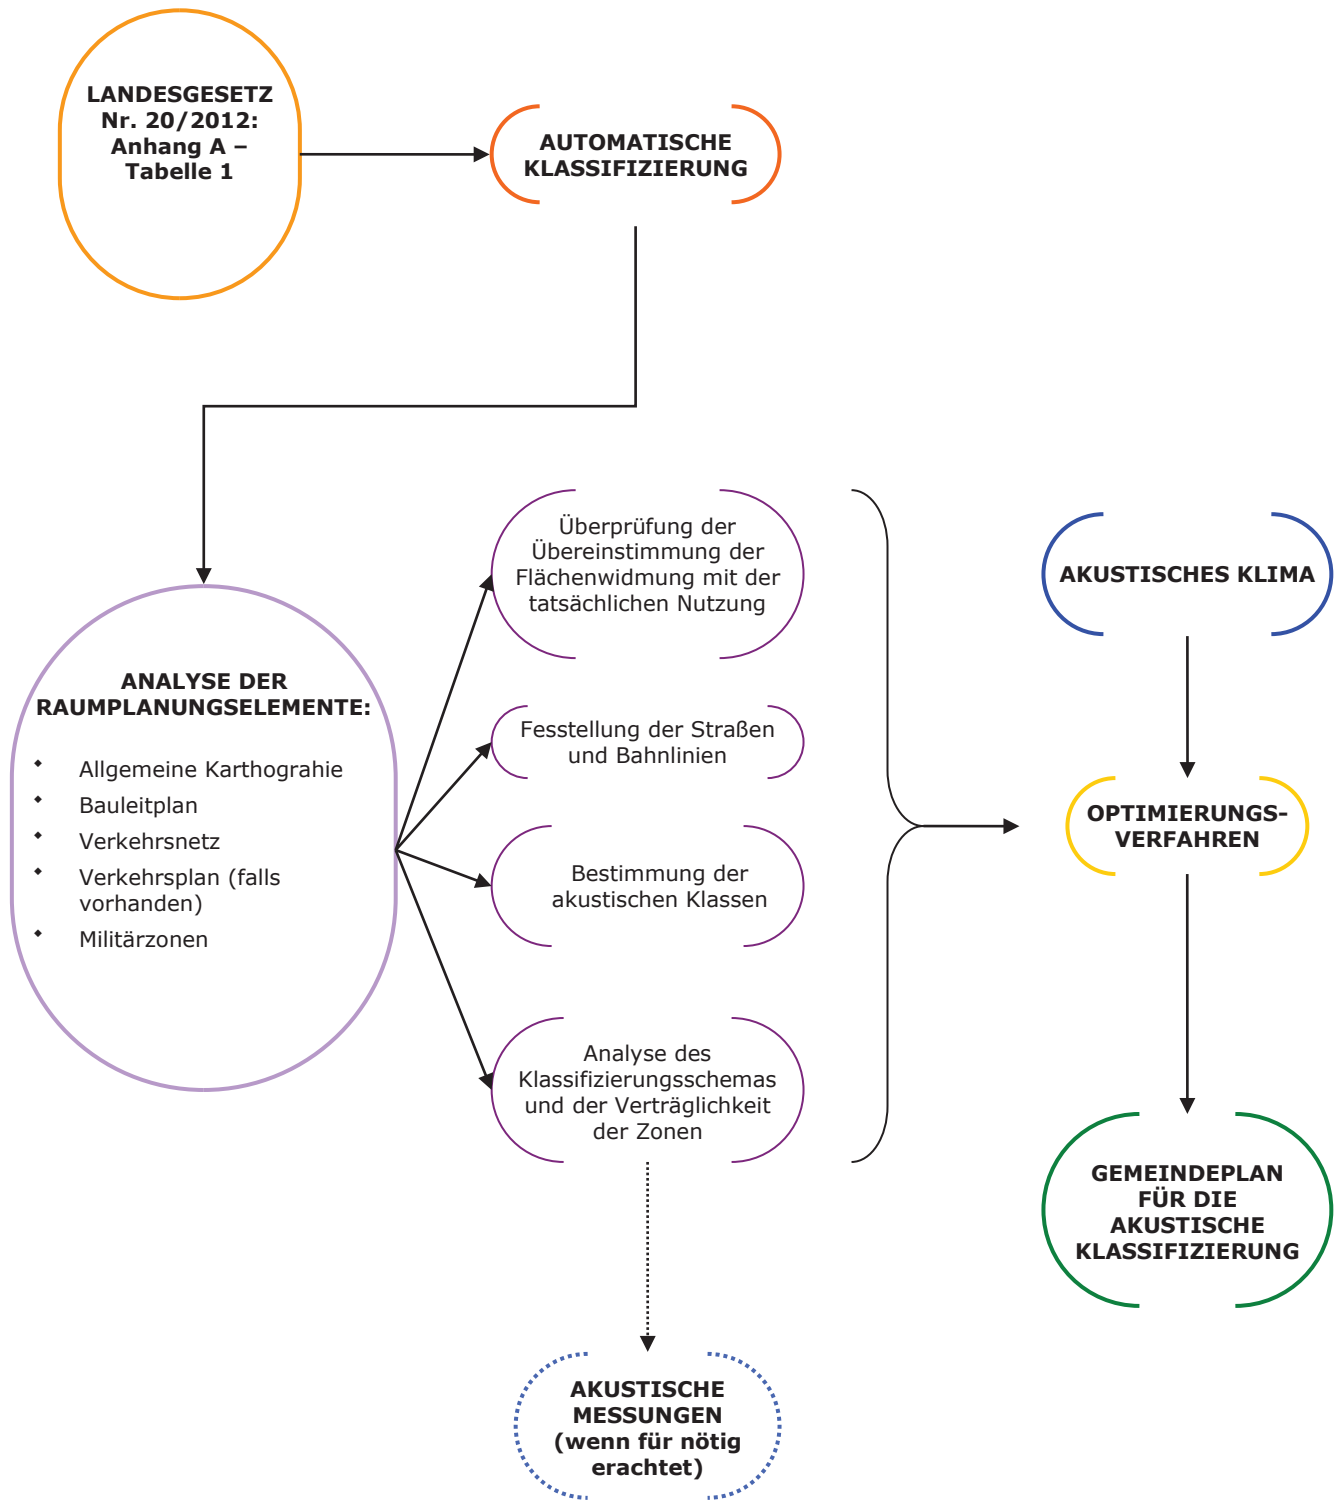 LANDESGESETZ
Nr. 20/2012:
Anhang A –
Tabelle 1
AUTOMATISCHE
KLASSIFIZIERUNG
ANALYSE DER
RAUMPLANUNGSELEMENTE:
Allgemeine Karthograhie
Bauleitplan
Verkehrsnetz
Verkehrsplan (falls
vorhanden)
Militärzonen
Überprüfung der
Übereinstimmung der
Flächenwidmung mit der
tatsächlichen Nutzung
Fesstellung der Straßen
und Bahnlinien
Bestimmung der
akustischen Klassen
Analyse des
Klassifizierungsschemas
und der Verträglichkeit
der Zonen
AKUSTISCHE
MESSUNGEN
(wenn für nötig
erachtet)
AKUSTISCHES KLIMA
OPTIMIERUNGS-
VERFAHREN
GEMEINDEPLAN
FÜR DIE
AKUSTISCHE
KLASSIFIZIERUNG